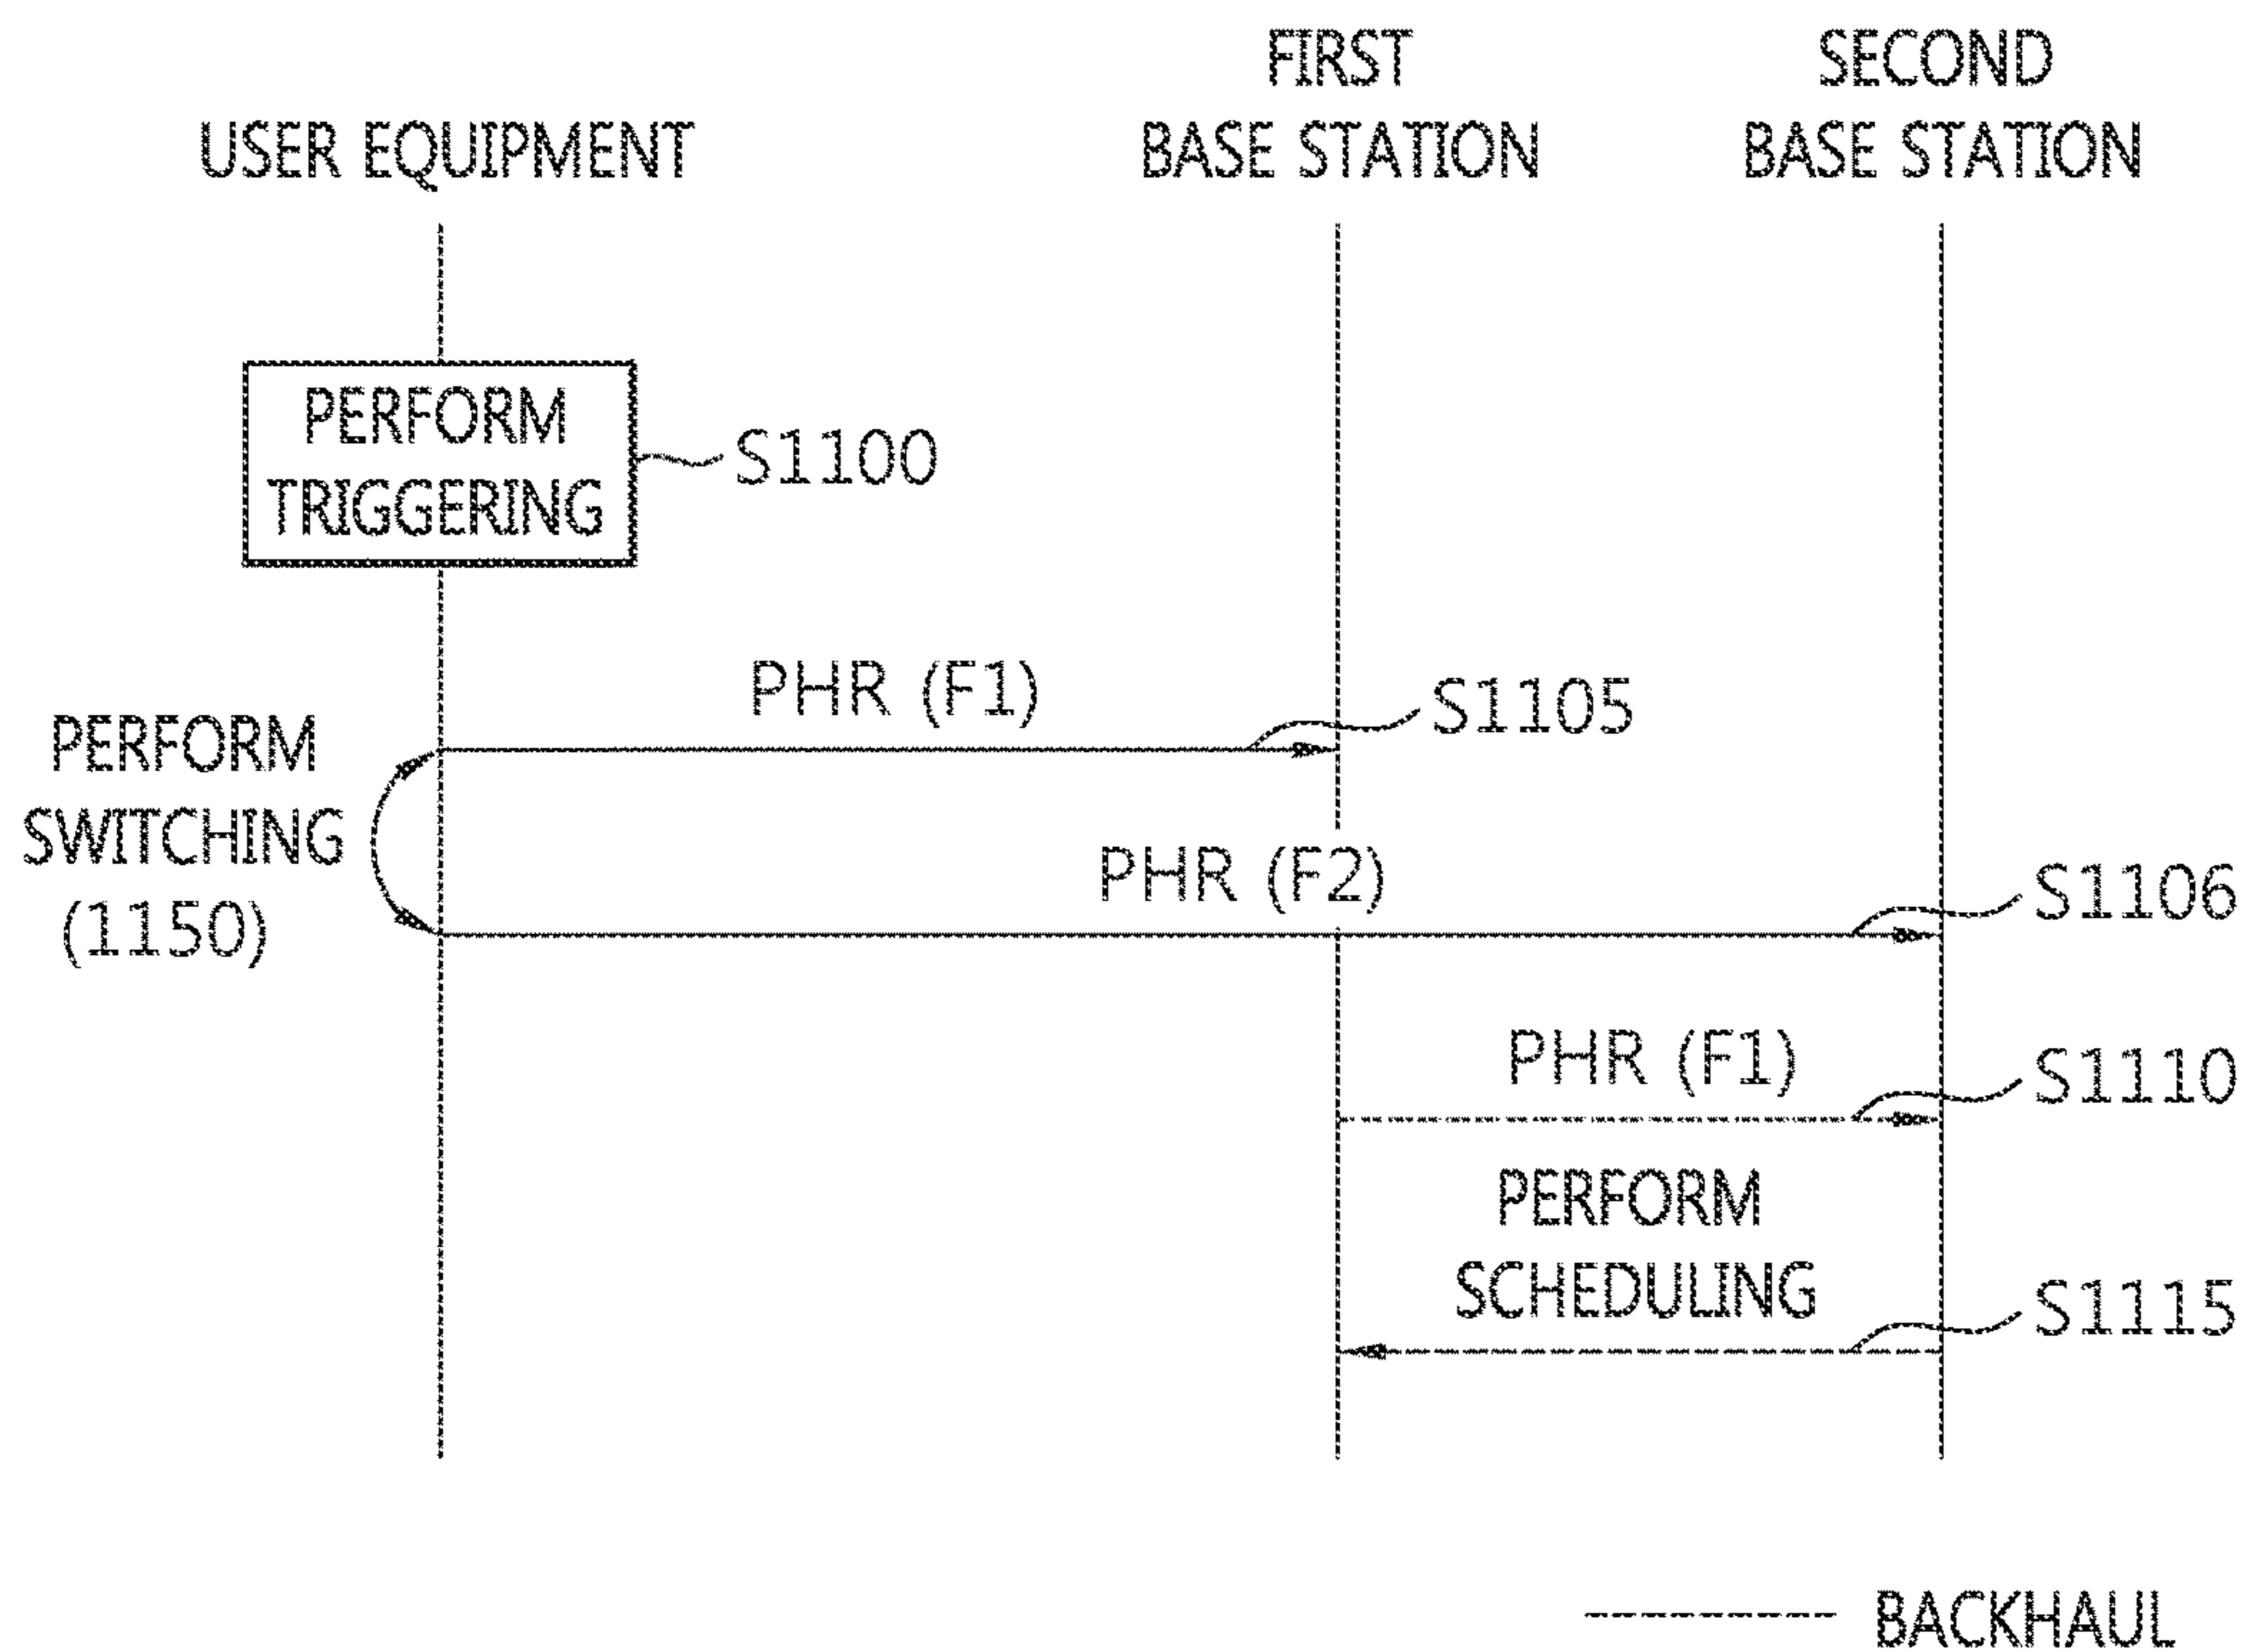 FIRST
BASE STATION
SECOND
BASE STATION
USER EQUIPMENT
PERFORM
TRIGGERING
S1100
PHR (F1)
S1105
PERFORM
SWITCHING
(1150)
PHR (F2)
S1106
PHR (F1)
S1110
PERFORM
SCHEDULING
S1115
BACKHAUL